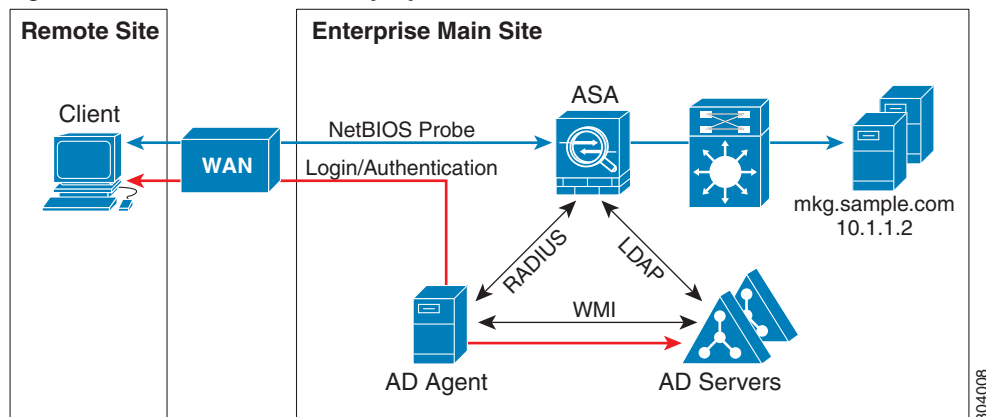 Remote Site
Enterprise Main Site
Client
ASA
NetBIOS Probe
WAN
Login/Authentication
mkg.sample.com
10.1.1.2
RADIUS
LDAP
WMI
AD Agent
AD Servers
304008